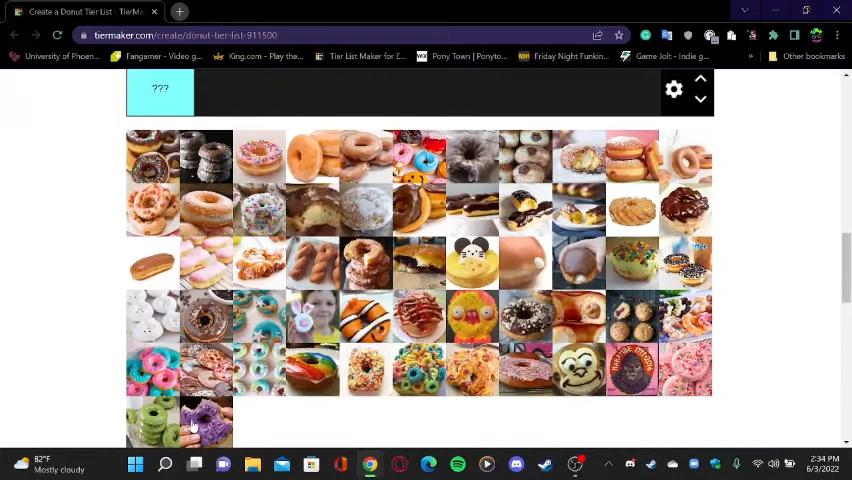 Create a Donut Tier List - TierMa
tiermaker.com/create/donut-tier-list-911500
University of Phoen...
Fangamer - Video g...
King.com - Play the...
Tier List Maker for E...
WIX
Pony Town | Ponyto...
Friday Night Funkin...
Game Jolt - Indie g...
»
Other bookmarks
???
82°F
Mostly cloudy
2:34 PM
6/3/2022